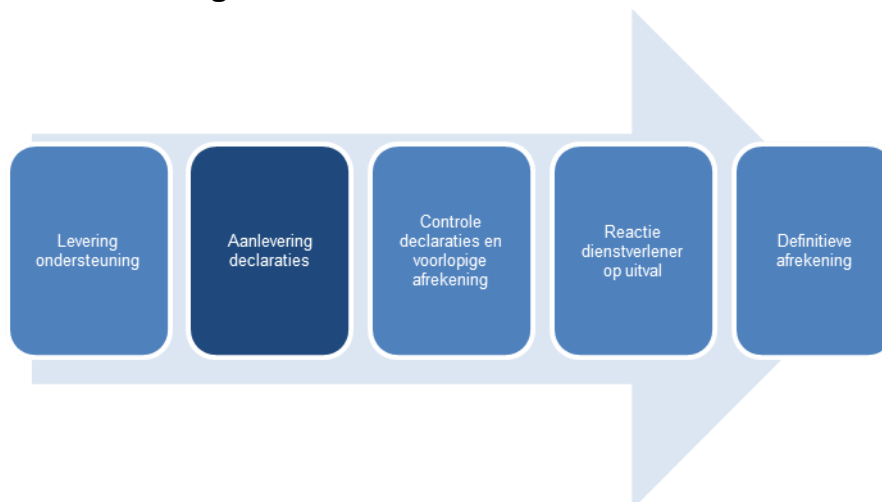 Levering
ondersteuning
Aanlevering
declaraties
Controle
declaraties en
voorlopige
afrekening
Reactie
dienstverlener
op uitval
Definitieve
afrekening